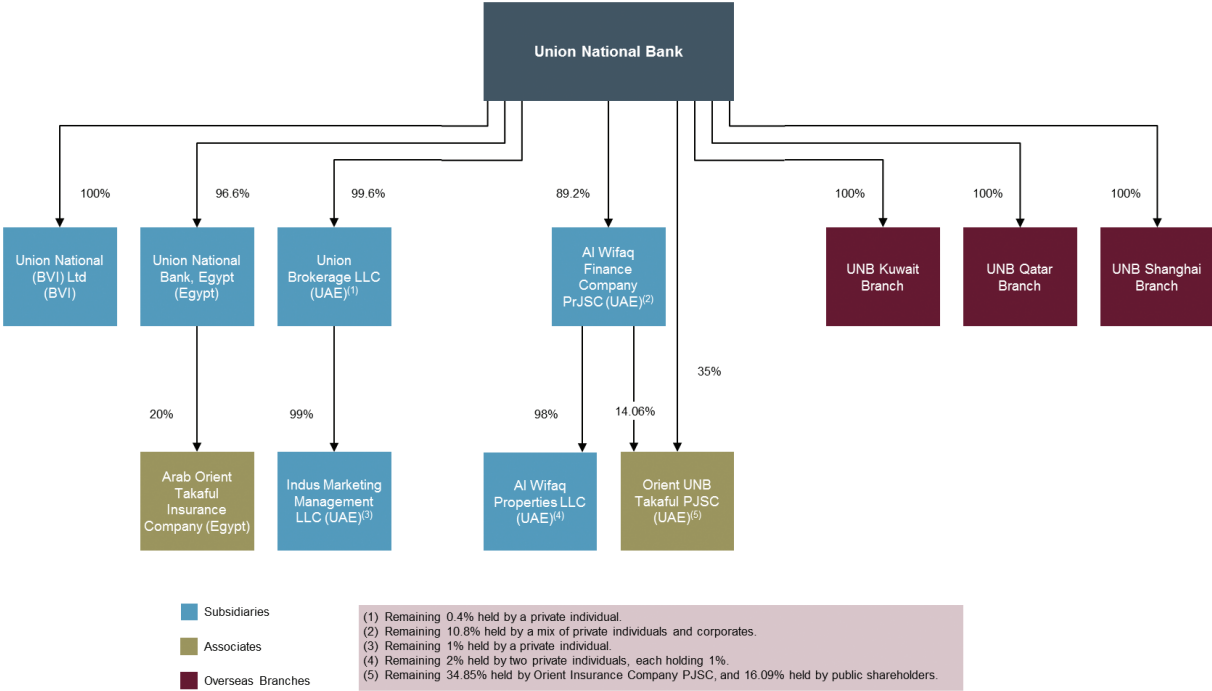 Union National Bank
100%
96.6%
99.6%
89.2%
100%
100%
100%
Union National
(BVI) Ltd
(BVI)
Union National
Bank, Egypt
(Egypt)
Union
Brokerage LLC
(UAE)(1)
Al Wifaq
Finance
Company
PrJSC (UAE)(2)
UNB Kuwait
Branch
UNB Qatar
Branch
UNB Shanghai
Branch
20%
99%
98%
14.06%
35%
Arab Orient
Takaful
Insurance
Company (Egypt)
Indus Marketing
Management
LLC (UAE)(3)
Al Wifaq
Properties LLC
(UAE)(4)
Orient UNB
Takaful PJSC
(UAE)(5)
Subsidiaries
Associates
Overseas Branches
(1) Remaining 0.4% held by a private individual.
(2) Remaining 10.8% held by a mix of private individuals and corporates.
(3) Remaining 1% held by a private individual.
(4) Remaining 2% held by two private individuals, each holding 1%.
(5) Remaining 34.85% held by Orient Insurance Company PJSC, and 16.09% held by public shareholders.